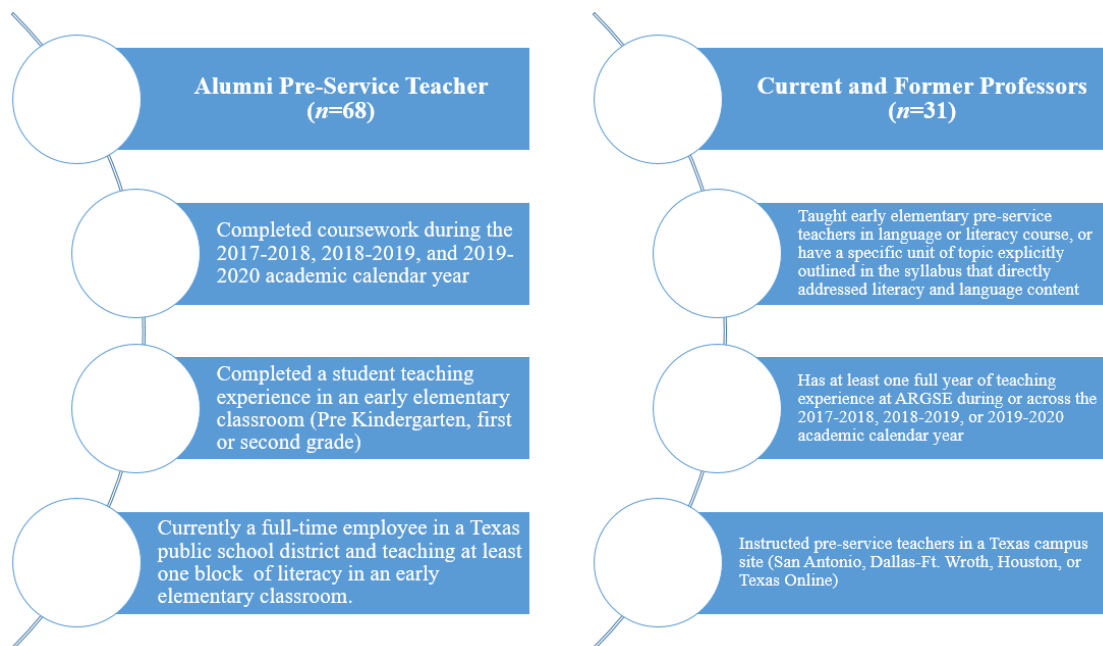 Alumni Pre-Service Teacher
(n=68)
Completed coursework during the
2017-2018, 2018-2019, and 2019-
2020 academic calendar year
Completed a student teaching
experience in an early elementary
classroom (Pre Kindergarten, first
or second grade)
Currently a full-time employee in a Texas
public school district and teaching at least
one block of literacy in an early
elementary classroom.
Current and Former Professors
(n=31)
Taught early elementary pre-service
teachers in language or literacy course, or
have a specific unit of topic explicitly
outlined in the syllabus that directly
addressed literacy and language content
Has at least one full year of teaching
experience at ARGSE during or across the
2017-2018, 2018-2019, or 2019-2020
academic calendar year
Instructed pre-service teachers in a Texas campus
site (San Antonio, Dallas-Ft. Wroth, Houston, or
Texas Online)